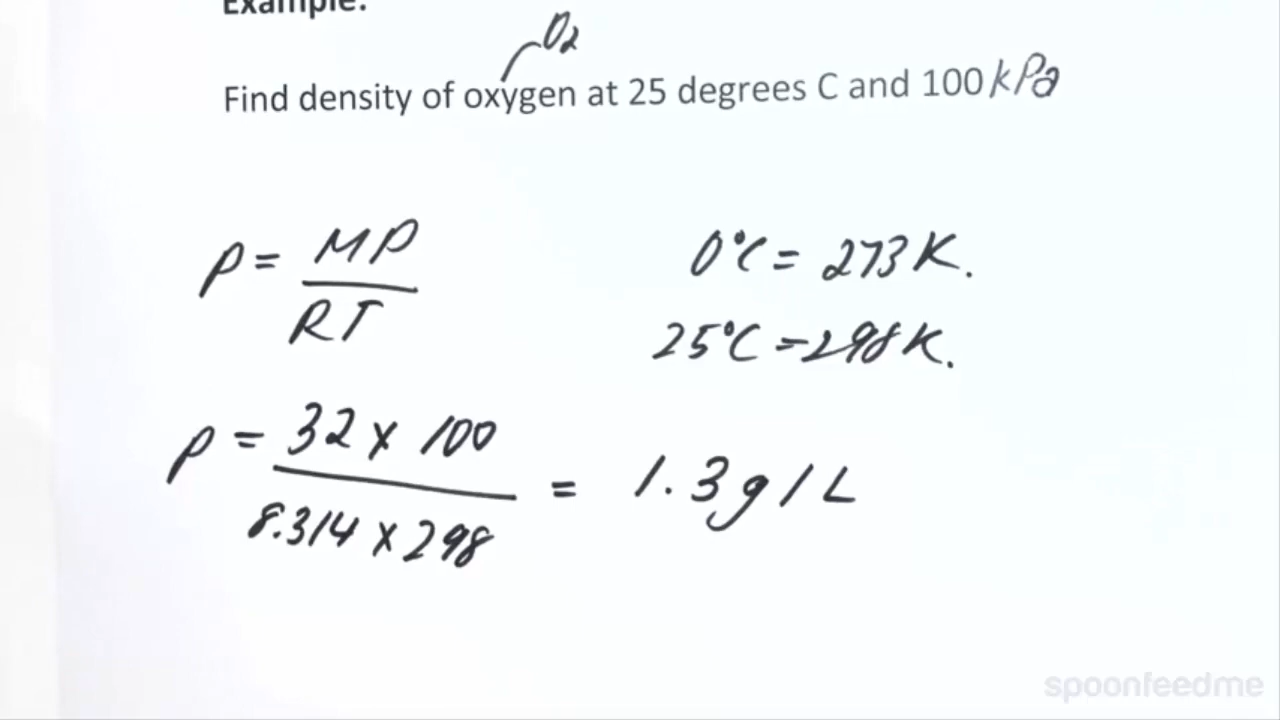 Example:
O₂
Find density of oxygen at 25 degrees C and 100 kPa
ρ = MP / RT
0°C = 273 K.
25°C = 298 K.
ρ = 32 x 100 / 8.314 x 298 = 1.3 g / L
spoonfeedme